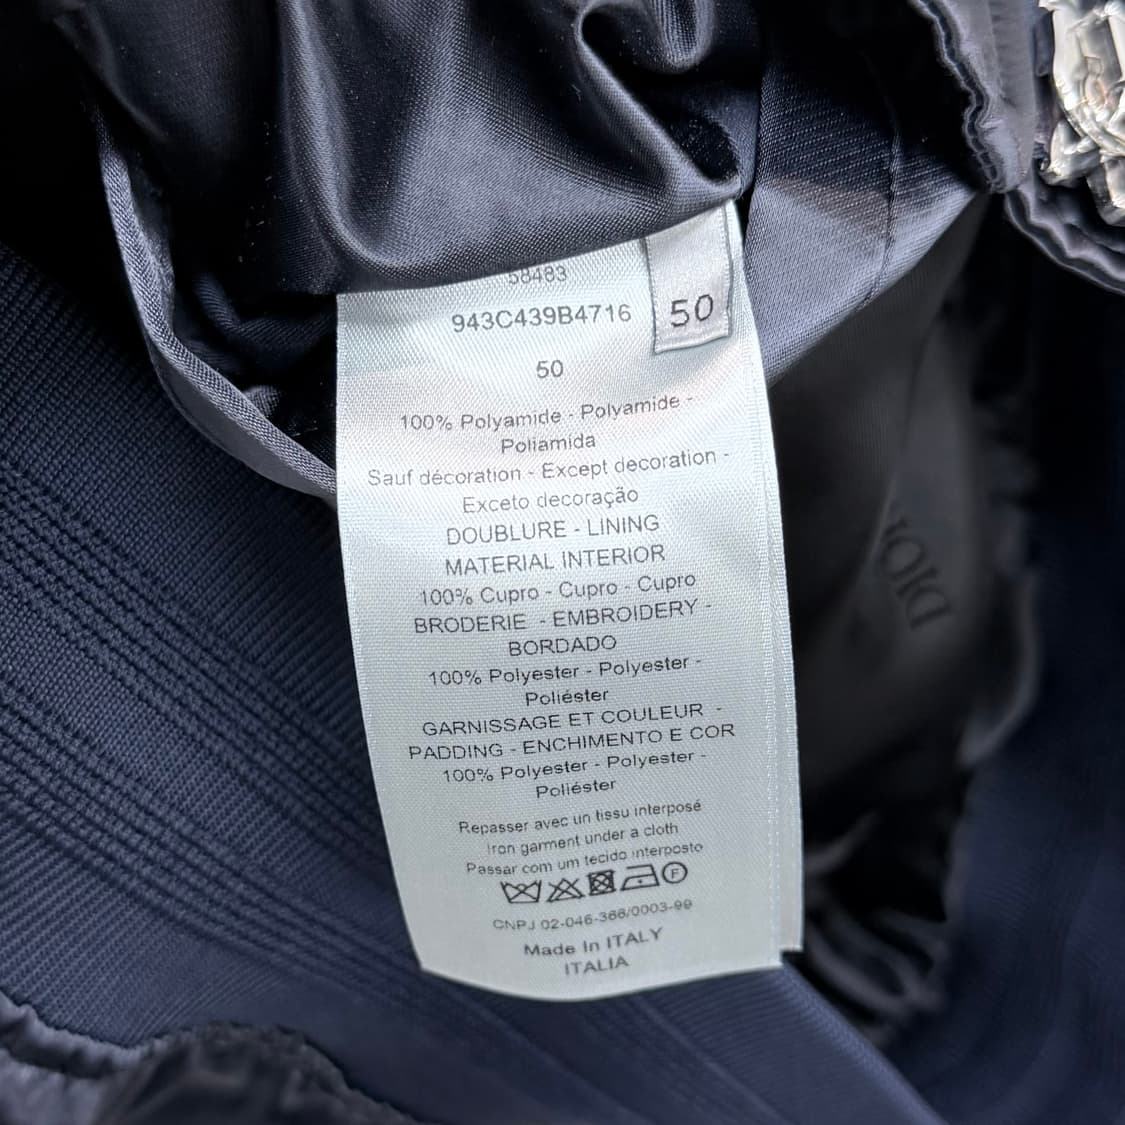 58483
943C439B4716
50
50
100% Polyamide - Polyamide -
Poliamida
Sauf décoration - Except decoration -
Exceto decoração
DOUBLURE - LINING
MATERIAL INTERIOR
100% Cupro - Cupro - Cupro
BRODERIE - EMBROIDERY -
BORDADO
100% Polyester - Polyester -
Poliéster
GARNISSAGE ET COULEUR -
PADDING - ENCHIMENTO E COR
100% Polyester - Polyester -
Poliéster
Repasser avec un tissu interposé
Iron garment under a cloth
Passar com um tecido interposto
F
CNPJ 02-046-366/0003-99
Made In ITALY
ITALIA
DIOR